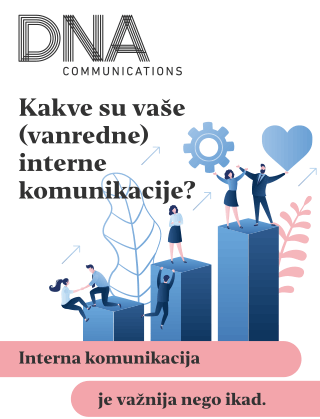 DNA
COMMUNICATIONS
Kakve su vaše
(vanredne)
interne
komunikacije?
Interna komunikacija
je važnija nego ikad.